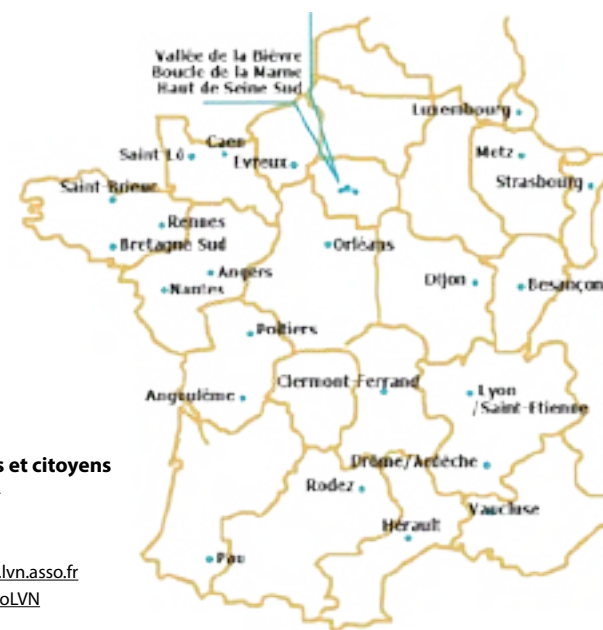 Vallée de la Bièvre
Boucle de la Marne
Haut de Seine Sud
Luxembourg
Caen
Saint Lô
Evreux
Metz
Strasbourg
Saint-Brieuc
Rennes
Bretagne Sud
Orléans
Angers
Nantes
Dijon
Besançon
Poitiers
Clermont-Ferrand
Angoulême
Lyon
/Saint-Etienne
s et citoyens
Drôme/Ardèche
Rodez
Vaucluse
Hérault
Pau
.lvn.asso.fr
oLVN